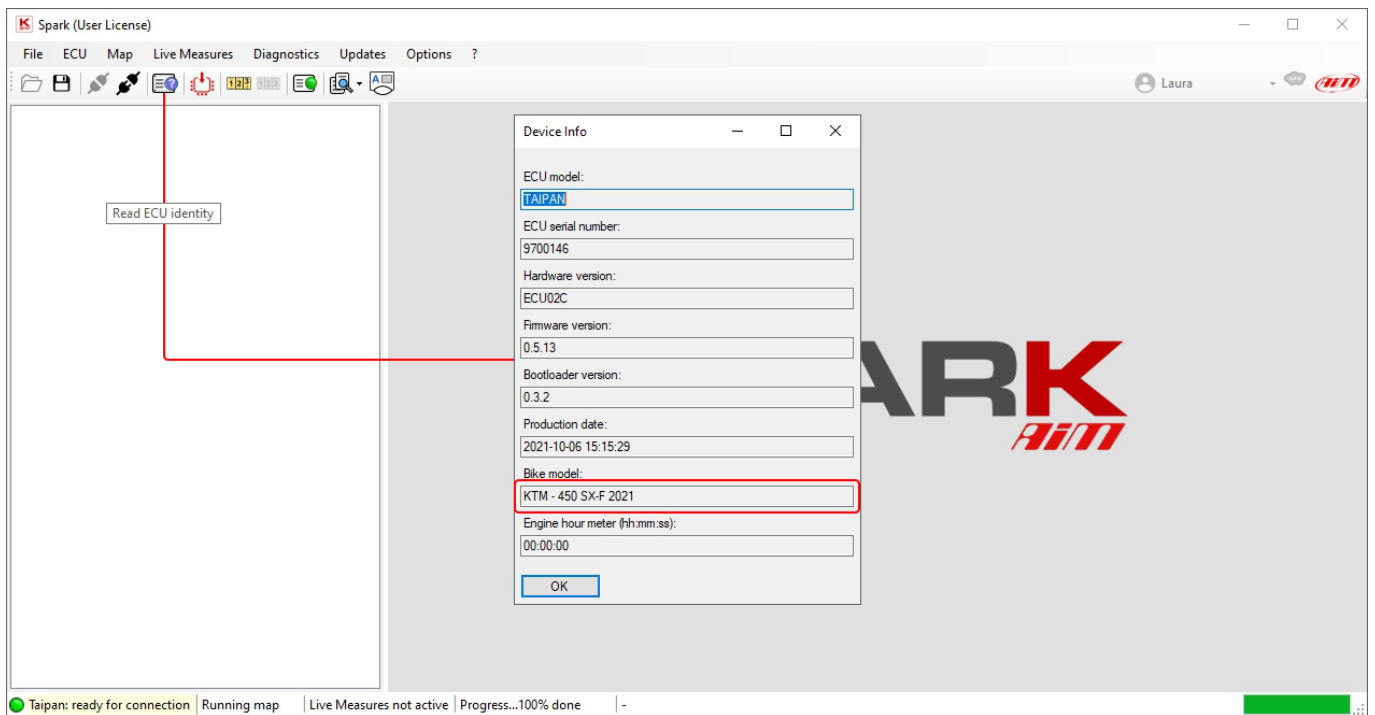 Spark (User License)
File ECU Map Live Measures Diagnostics Updates Options ?
Laura
AiM
Device Info
ECU model:
TAIPAN
Read ECU identity
ECU serial number:
9700146
Hardware version:
ECU02C
Firmware version:
0.5.13
Bootloader version:
0.3.2
ARK
AiM
Production date:
2021-10-06 15:15:29
Bike model:
KTM - 450 SX-F 2021
Engine hour meter (hh:mm:ss):
00:00:00
OK
Taipan: ready for connection Running map Live Measures not active Progress...100% done -